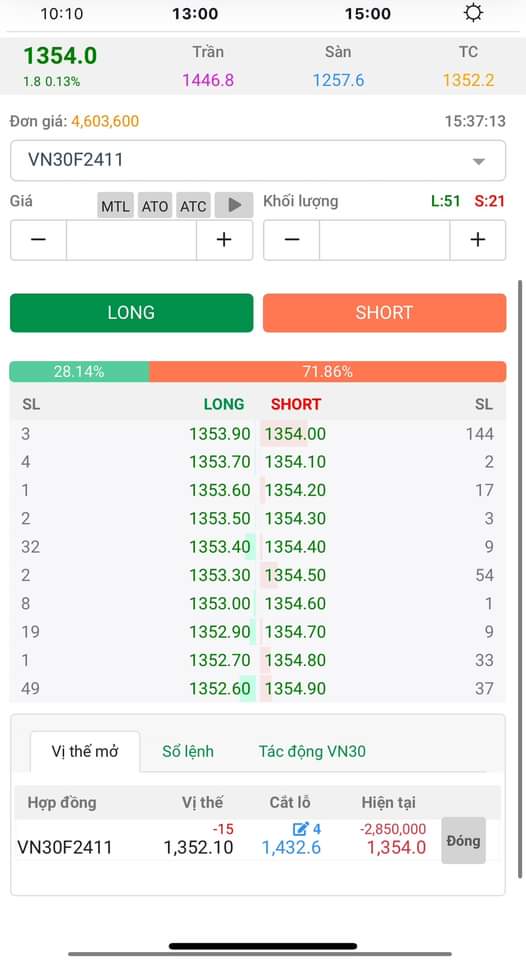 10:10 13:00 15:00
1354.0 Trần Sàn TC
1.8 0.13% 1446.8 1257.6 1352.2
Đơn giá: 4,603,600 15:37:13
VN30F2411
Giá MTL ATO ATC Khối lượng L:51 S:21
− + − +
LONG SHORT
28.14% 71.86%
SL LONG SHORT SL
3 1353.90 1354.00 144
4 1353.70 1354.10 2
1 1353.60 1354.20 17
2 1353.50 1354.30 3
32 1353.40 1354.40 9
2 1353.30 1354.50 54
8 1353.00 1354.60 1
19 1352.90 1354.70 9
1 1352.70 1354.80 33
49 1352.60 1354.90 37
Vị thế mở Sổ lệnh Tác động VN30
Hợp đồng Vị thế Cắt lỗ Hiện tại
-15 4 -2,850,000
VN30F2411 1,352.10 1,432.6 1,354.0 Đóng